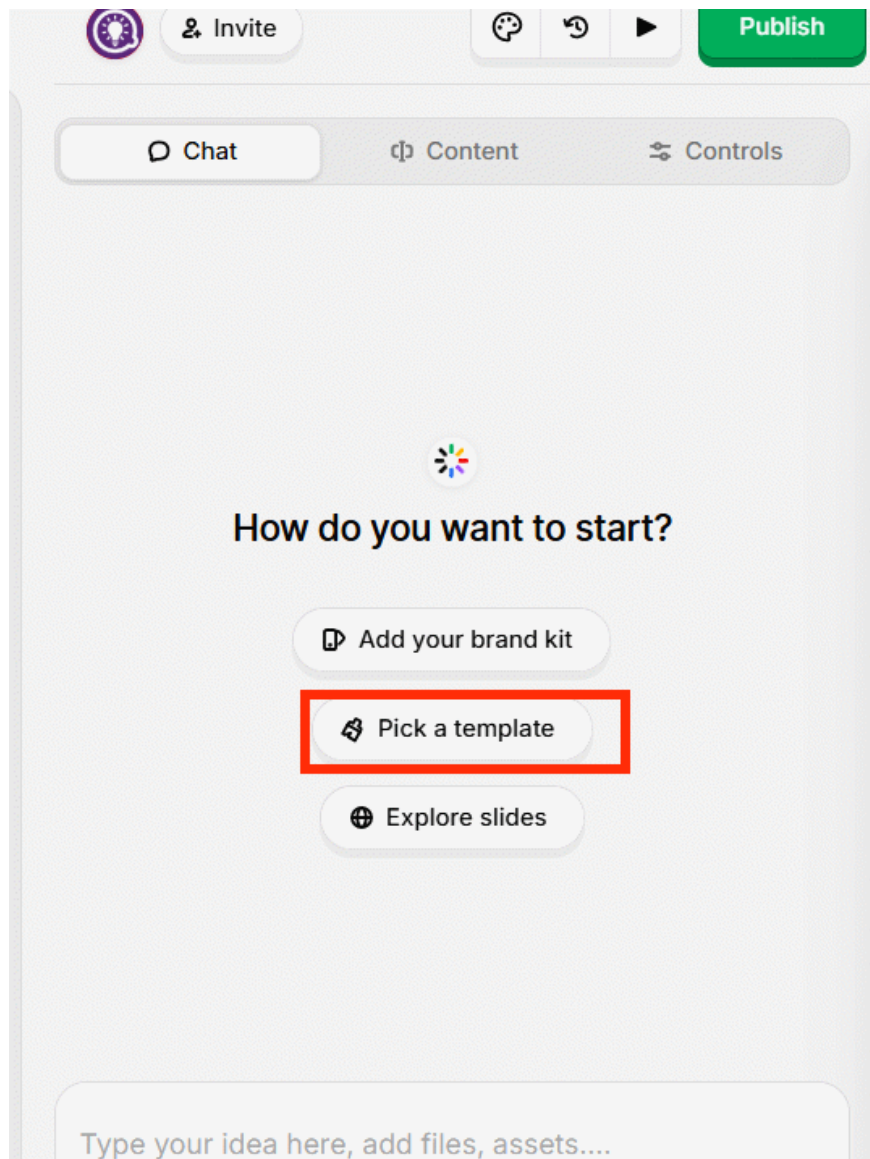 Invite
Publish
Chat
Content
Controls
How do you want to start?
Add your brand kit
Pick a template
Explore slides
Type your idea here, add files, assets....